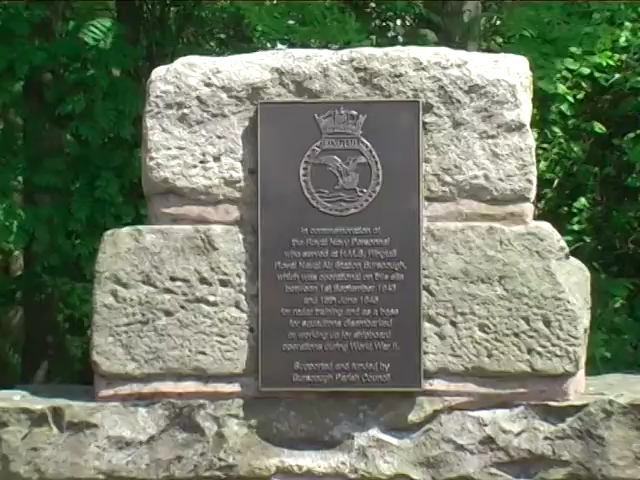 RINGTAIL
In commemoration of
the Royal Navy Personnel
who served at H.M.S. Ringtail
Royal Naval Air Station Burscough,
which was operational on this site
between 1st September 1943
and 15th June 1946
for radar training and as a base
for squadrons disembarked
or working up for shipboard
operations during World War II.
Supported and funded by
Burscough Parish Council.